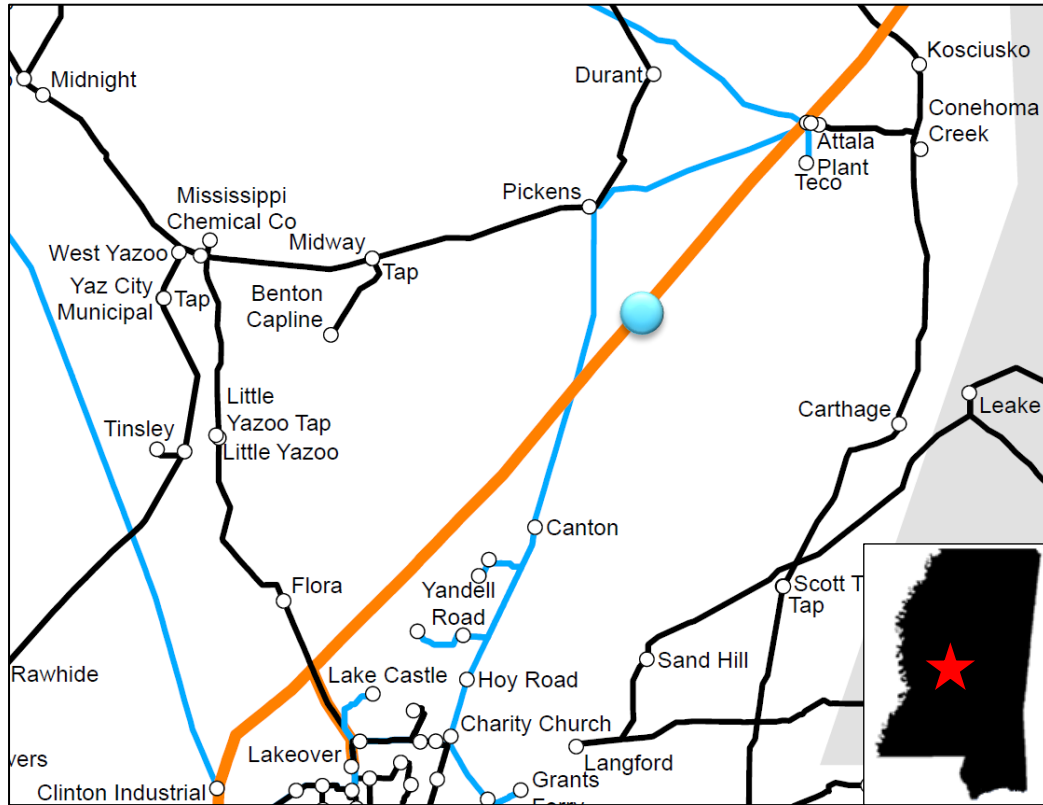 Kosciusko
Durant
Midnight
Conehoma
Creek
Attala
Plant
Teco
Mississippi
Chemical Co
Pickens
Midway
Tap
West Yazoo
Yaz City
Municipal
Tap
Benton
Capline
Little
Yazoo Tap
Little Yazoo
Tinsley
Carthage
Leake
Canton
Yandell
Road
Flora
Scott T
Tap
Rawhide
Lake Castle
Hoy Road
Sand Hill
Charity Church
Lakeover
Langford
vers
Clinton Industrial
Grants
Ferry